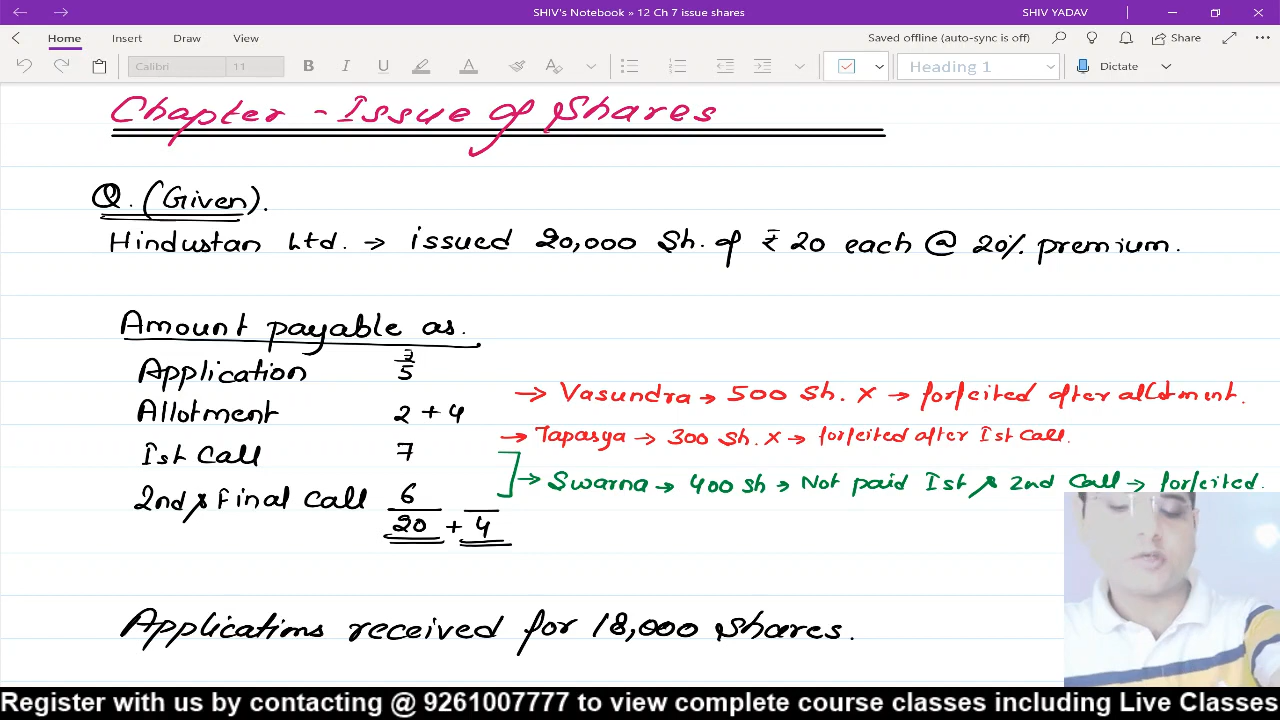 SHIV's Notebook » 12 Ch 7 issue shares
SHIV YADAV
Home Insert Draw View
Saved offline (auto-sync is off)
Share
Calibri 11
B I U A
Heading 1
Dictate
Chapter - Issue of Shares
Q. (Given).
Hindustan Ltd. → issued 20,000 Sh. of ₹ 20 each @ 20% premium.
Amount payable as.
Application 5
Allotment 2 + 4
Ist Call 7
2nd & Final Call 6
20 + 4
→ Vasundra → 500 Sh. X → forfeited after allotment.
→ Tapasya → 300 Sh. X → forfeited after Ist Call.
→ Swarna → 400 Sh → Not paid Ist & 2nd Call → forfeited.
Applications received for 18,000 Shares.
Register with us by contacting @ 9261007777 to view complete course classes including Live Classes